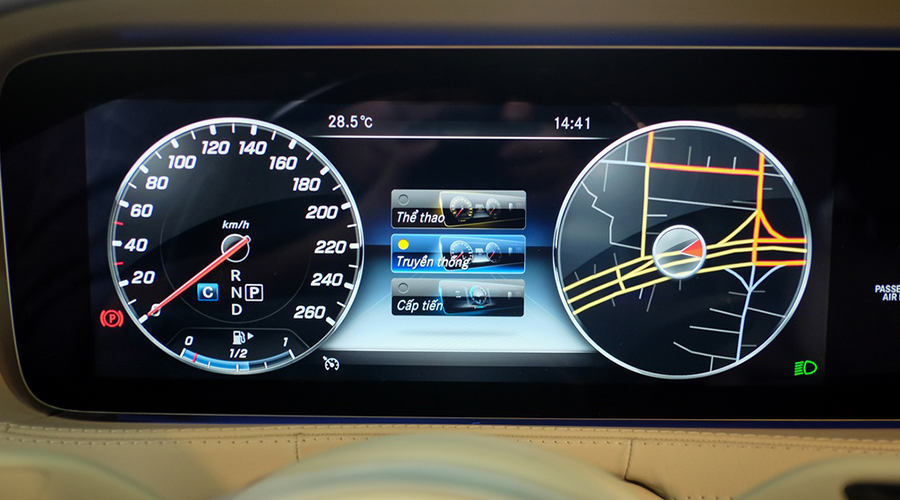 28.5°C
14:41
0
20
40
60
80
100
120
140
160
180
200
220
240
260
km/h
Thể thao
Truyền thống
Cấp tiến
R
N
D
C
P
0 1/2 1
(P)
PASSE
AIR